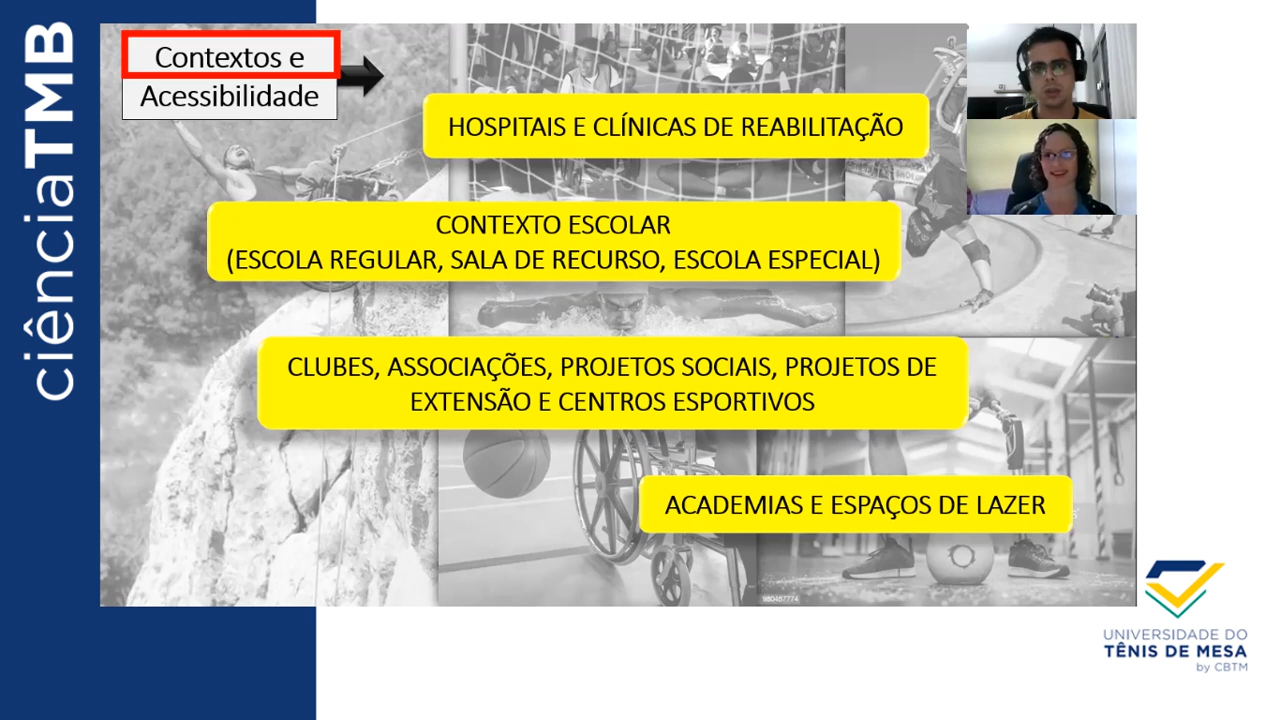 ciênciaTMB
Contextos e
Acessibilidade
HOSPITAIS E CLÍNICAS DE REABILITAÇÃO
CONTEXTO ESCOLAR
(ESCOLA REGULAR, SALA DE RECURSO, ESCOLA ESPECIAL)
CLUBES, ASSOCIAÇÕES, PROJETOS SOCIAIS, PROJETOS DE
EXTENSÃO E CENTROS ESPORTIVOS
ACADEMIAS E ESPAÇOS DE LAZER
980487774
UNIVERSIDADE DO
TÊNIS DE MESA
by CBTM